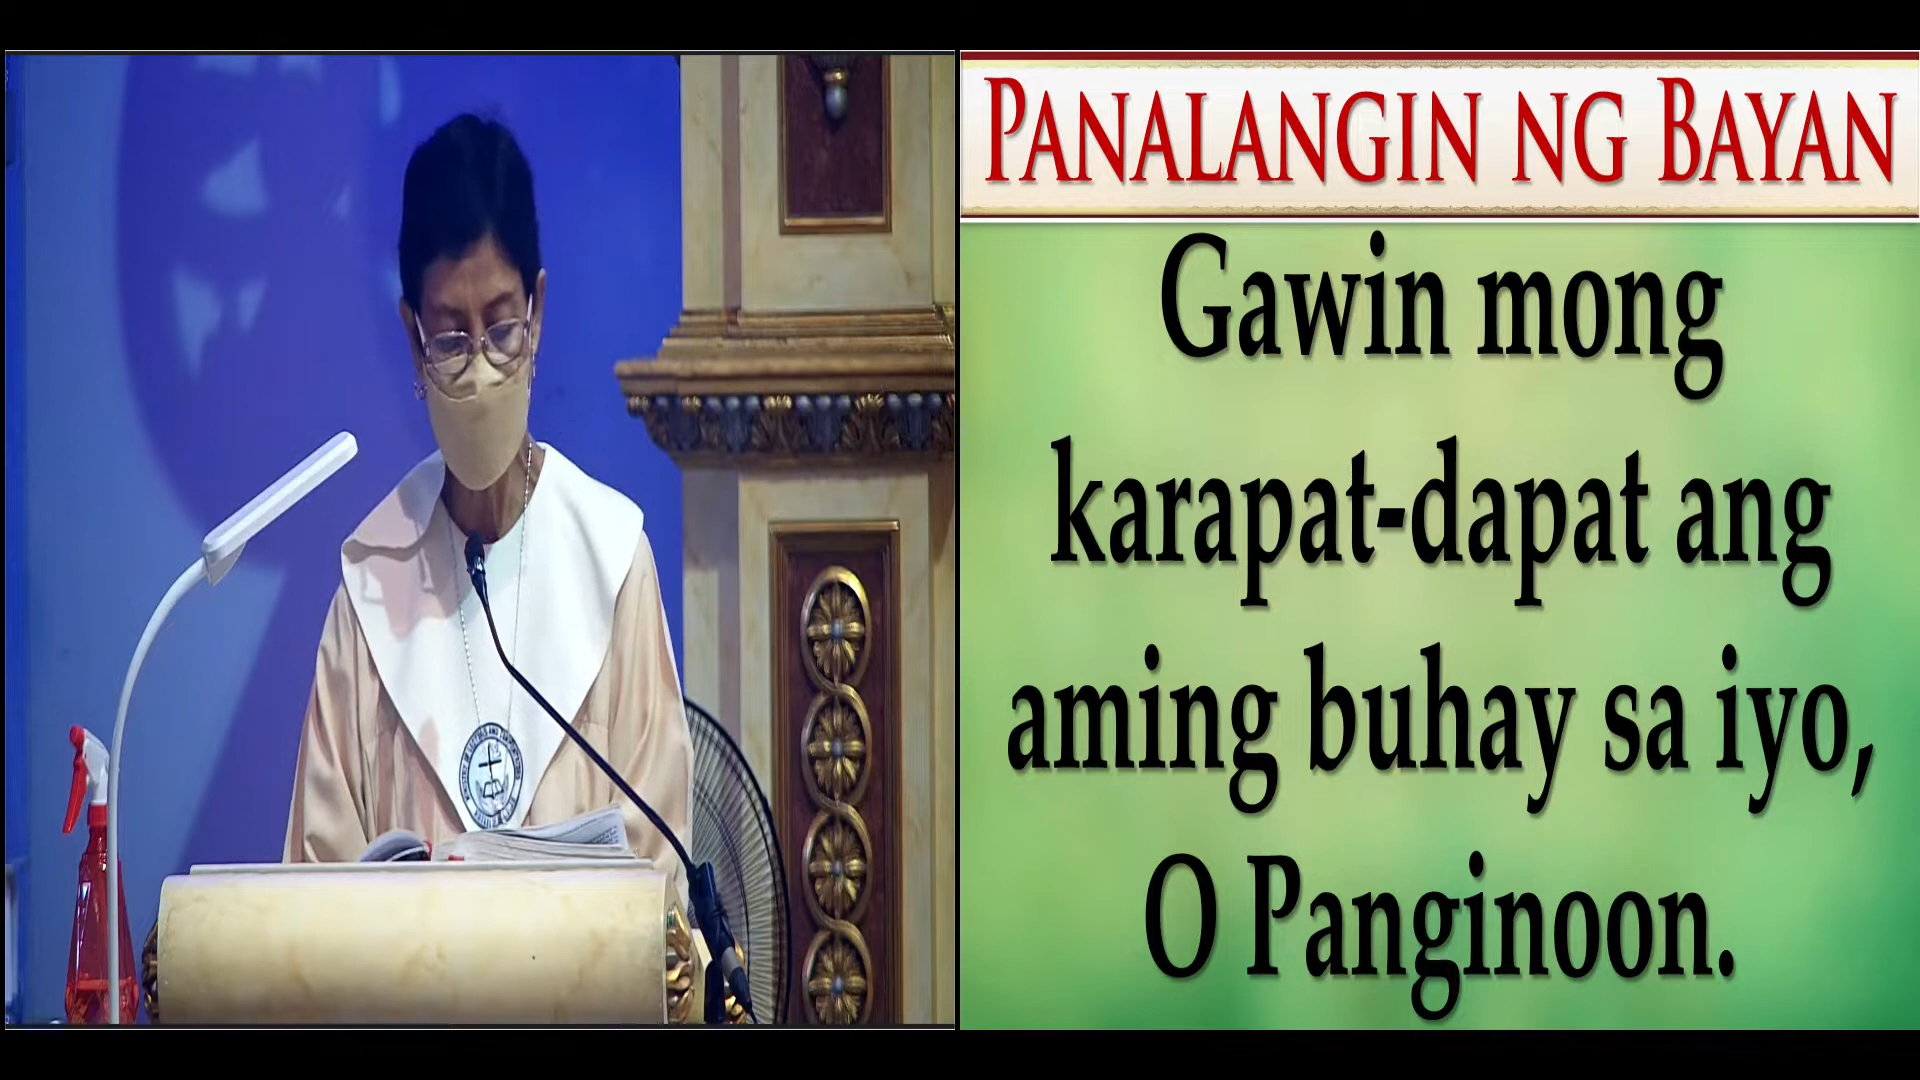 PANALANGIN NG BAYAN
Gawin mong
karapat-dapat ang
aming buhay sa iyo,
O Panginoon.